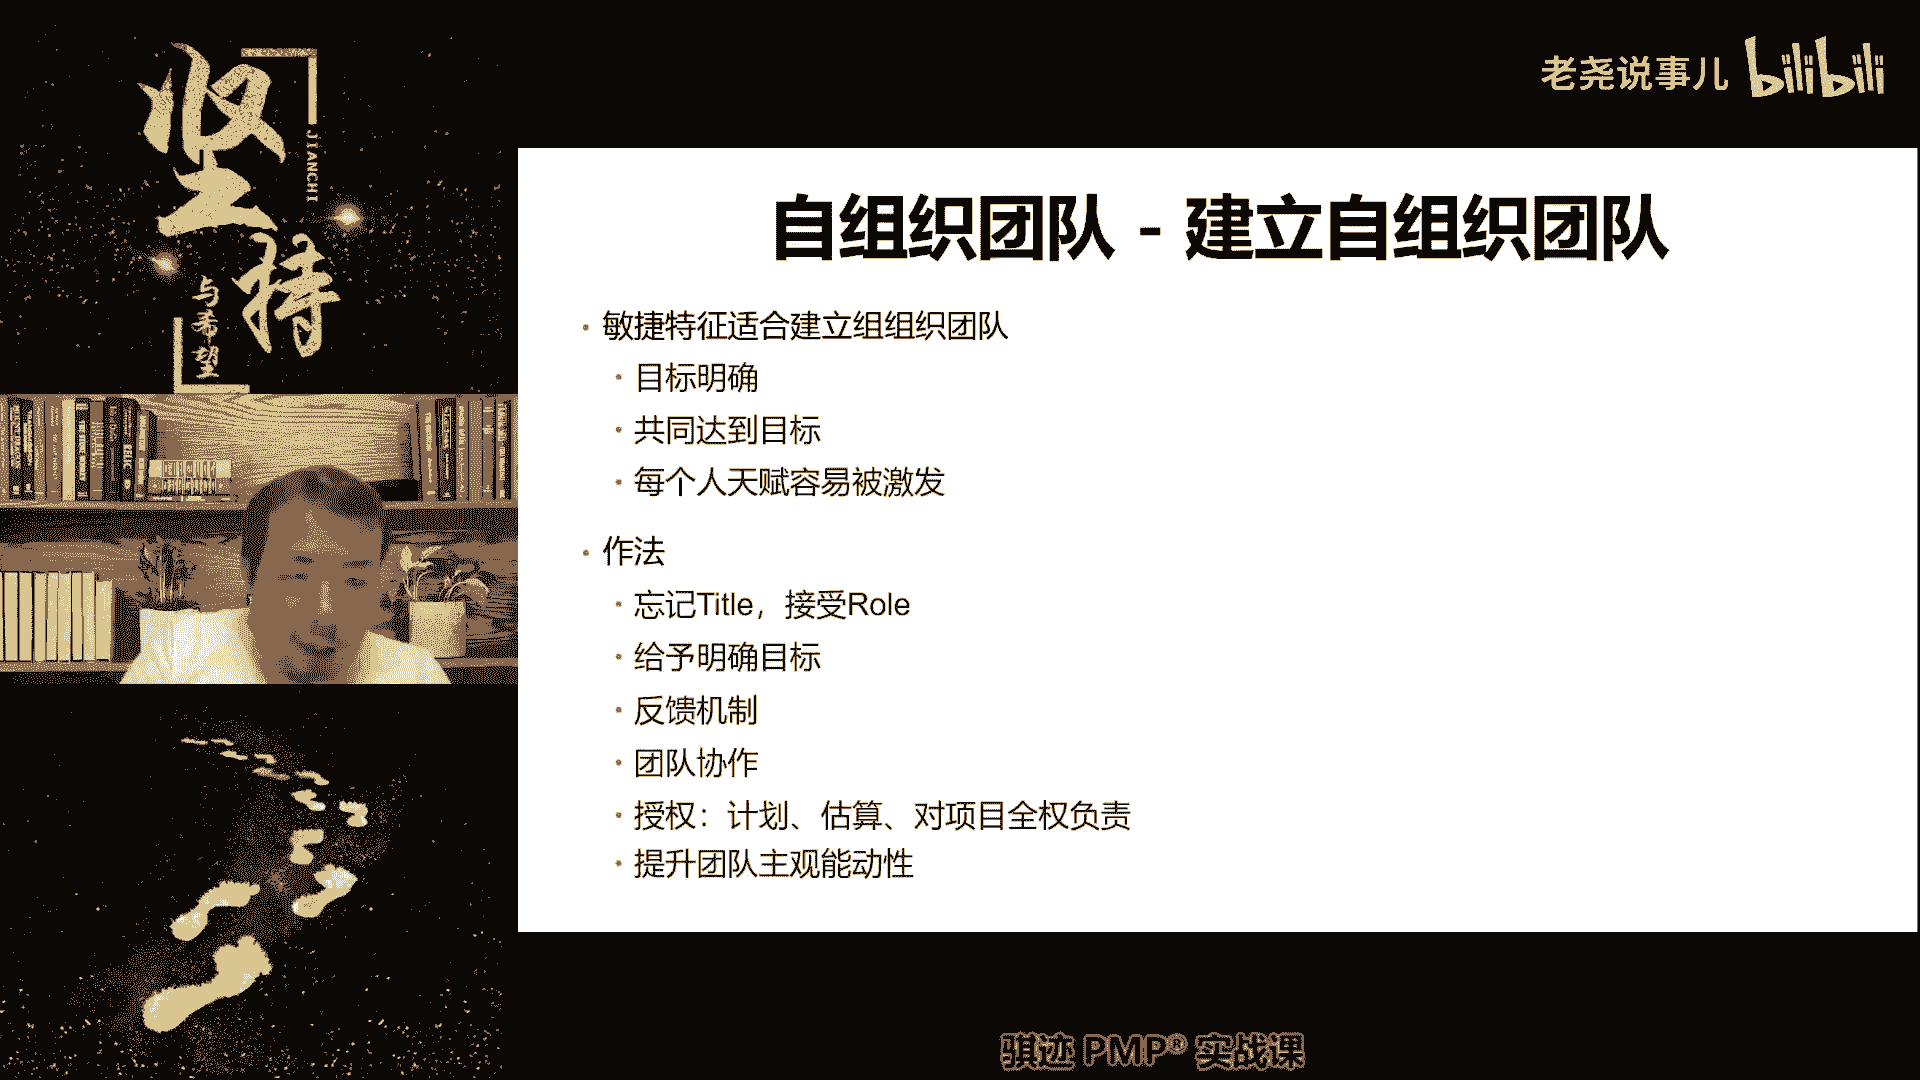 坚持
JIANCHI
与希望
老尧说事儿 bilibili
自组织团队 - 建立自组织团队
· 敏捷特征适合建立组组织团队
· 目标明确
· 共同达到目标
· 每个人天赋容易被激发
· 作法
· 忘记Title，接受Role
· 给予明确目标
· 反馈机制
· 团队协作
· 授权：计划、估算、对项目全权负责
· 提升团队主观能动性
骐迹 PMP® 实战课